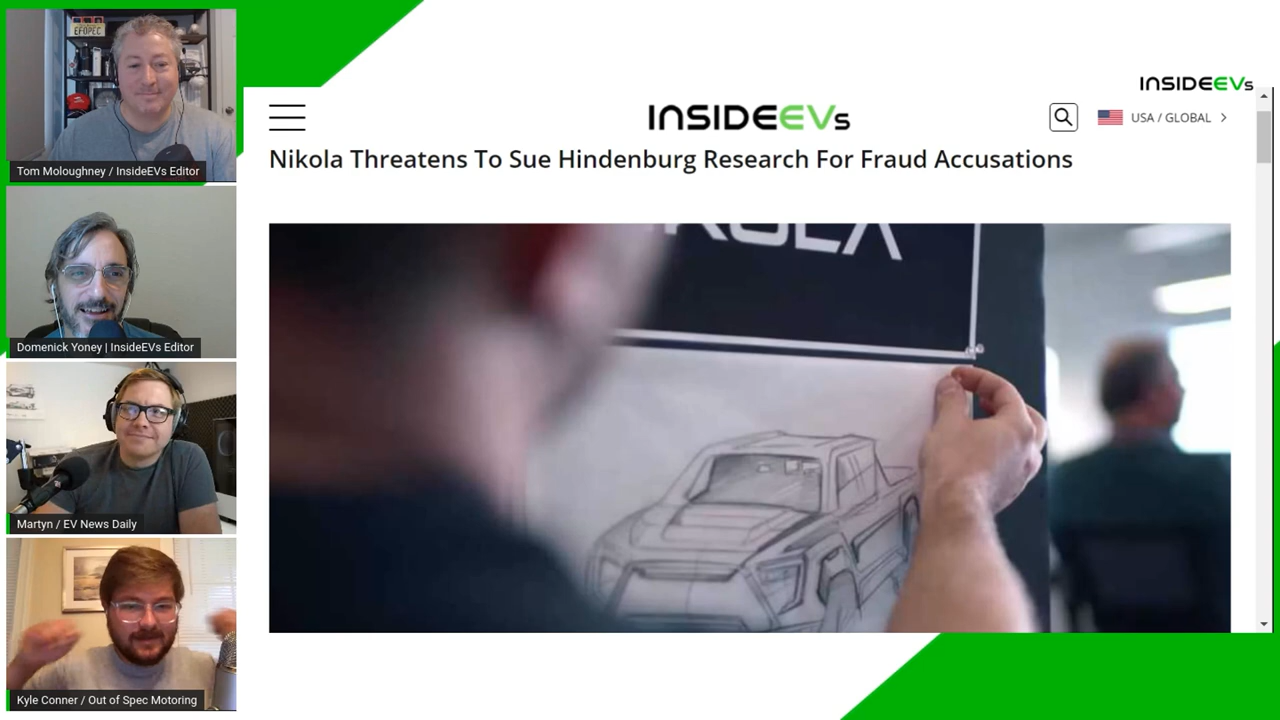 EFOPEC
Tom Moloughney / InsideEVs Editor
Domenick Yoney | InsideEVs Editor
Martyn / EV News Daily
Kyle Conner / Out of Spec Motoring
INSIDEEVs
INSIDEEVs
USA / GLOBAL
Nikola Threatens To Sue Hindenburg Research For Fraud Accusations